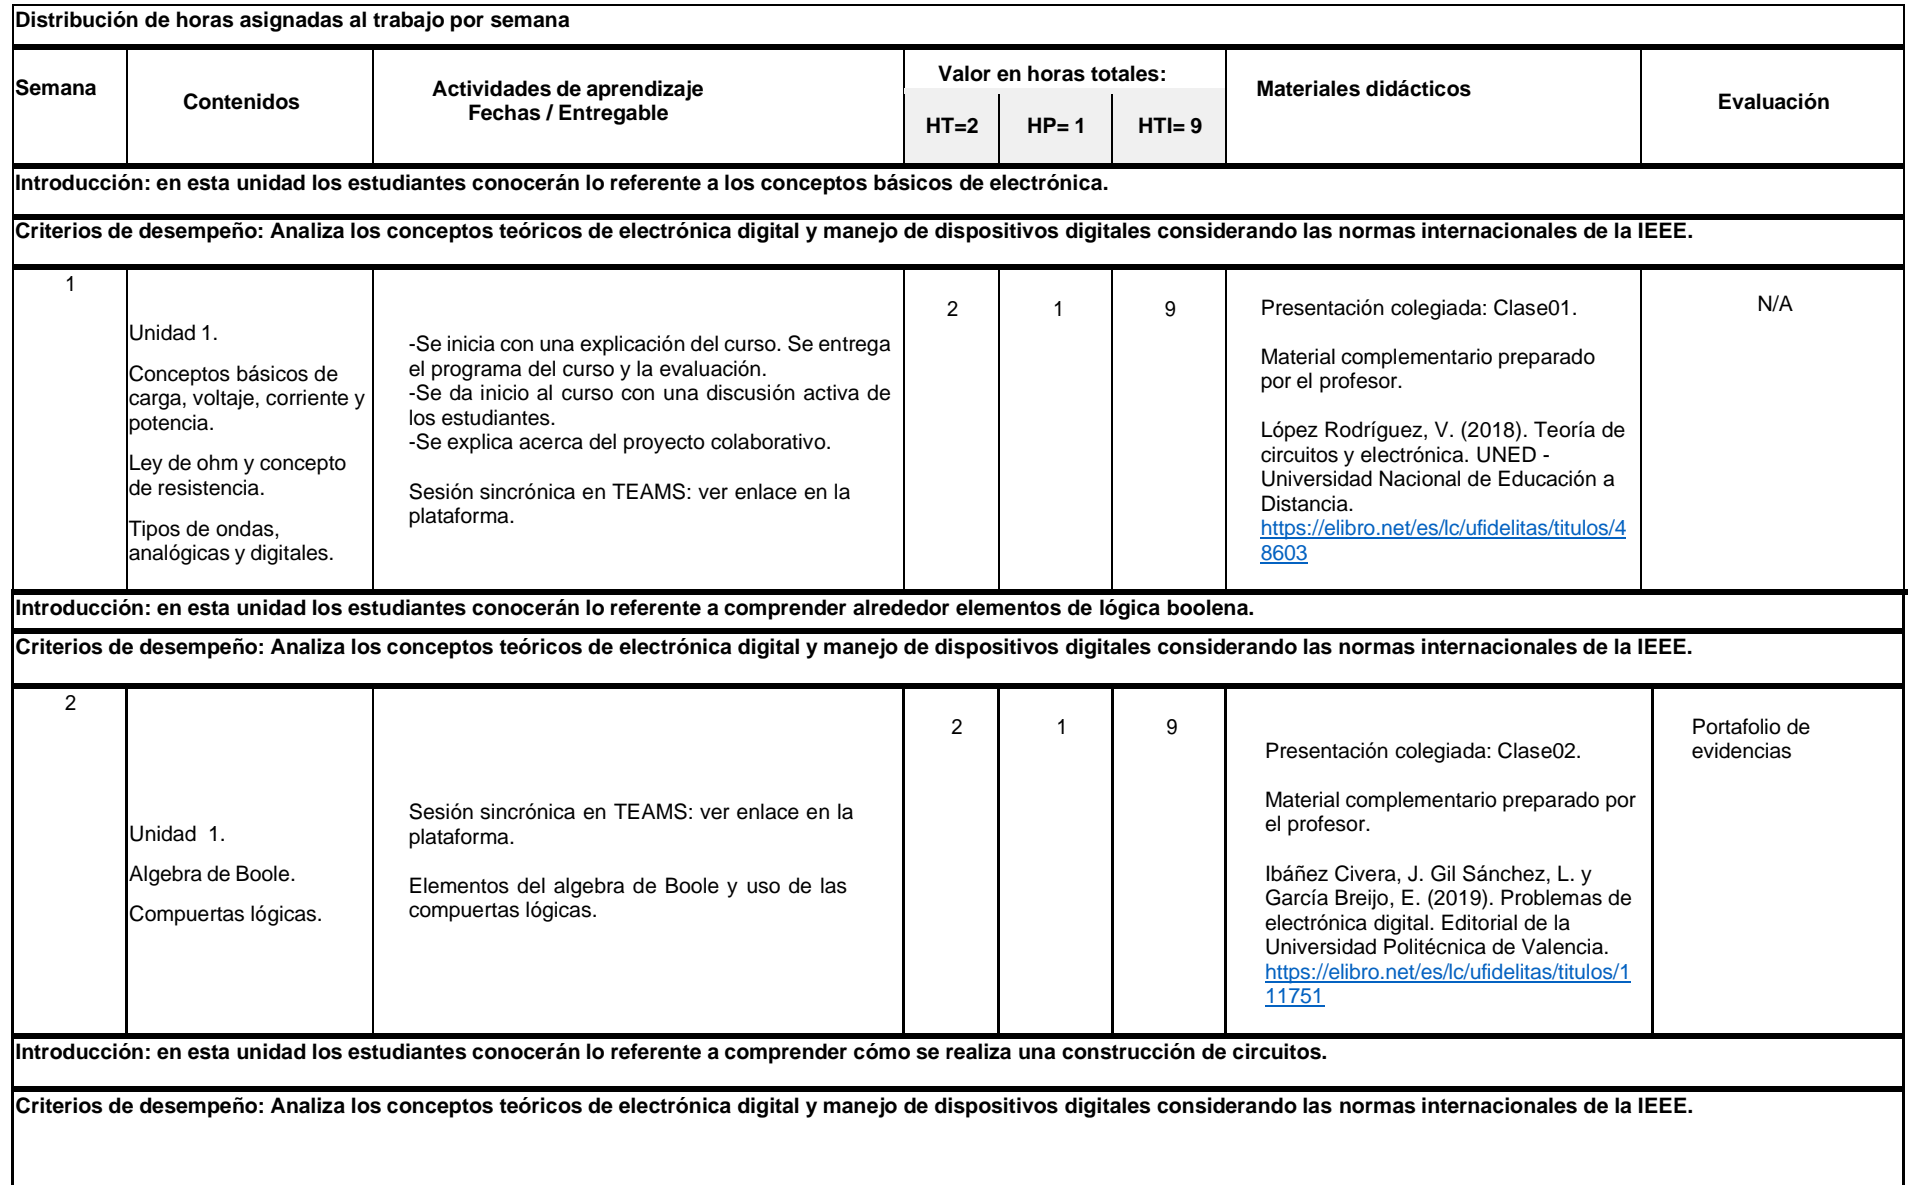 Distribución de horas asignadas al trabajo por semana
Semana
Contenidos
Actividades de aprendizaje
Fechas / Entregable
Valor en horas totales:
HT=2
HP= 1
HTI= 9
Materiales didácticos
Evaluación
Introducción: en esta unidad los estudiantes conocerán lo referente a los conceptos básicos de electrónica.
Criterios de desempeño: Analiza los conceptos teóricos de electrónica digital y manejo de dispositivos digitales considerando las normas internacionales de la IEEE.
1
Unidad 1.
Conceptos básicos de
carga, voltaje, corriente y
potencia.
Ley de ohm y concepto
de resistencia.
Tipos de ondas,
analógicas y digitales.
-Se inicia con una explicación del curso. Se entrega
el programa del curso y la evaluación.
-Se da inicio al curso con una discusión activa de
los estudiantes.
-Se explica acerca del proyecto colaborativo.
Sesión sincrónica en TEAMS: ver enlace en la
plataforma.
2
1
9
Presentación colegiada: Clase01.
Material complementario preparado
por el profesor.
López Rodríguez, V. (2018). Teoría de
circuitos y electrónica. UNED -
Universidad Nacional de Educación a
Distancia.
https://elibro.net/es/lc/ufidelitas/titulos/4
8603
N/A
Introducción: en esta unidad los estudiantes conocerán lo referente a comprender alrededor elementos de lógica boolena.
Criterios de desempeño: Analiza los conceptos teóricos de electrónica digital y manejo de dispositivos digitales considerando las normas internacionales de la IEEE.
2
Unidad 1.
Algebra de Boole.
Compuertas lógicas.
Sesión sincrónica en TEAMS: ver enlace en la
plataforma.
Elementos del algebra de Boole y uso de las
compuertas lógicas.
2
1
9
Presentación colegiada: Clase02.
Material complementario preparado por
el profesor.
Ibáñez Civera, J. Gil Sánchez, L. y
García Breijo, E. (2019). Problemas de
electrónica digital. Editorial de la
Universidad Politécnica de Valencia.
https://elibro.net/es/lc/ufidelitas/titulos/1
11751
Portafolio de
evidencias
Introducción: en esta unidad los estudiantes conocerán lo referente a comprender cómo se realiza una construcción de circuitos.
Criterios de desempeño: Analiza los conceptos teóricos de electrónica digital y manejo de dispositivos digitales considerando las normas internacionales de la IEEE.